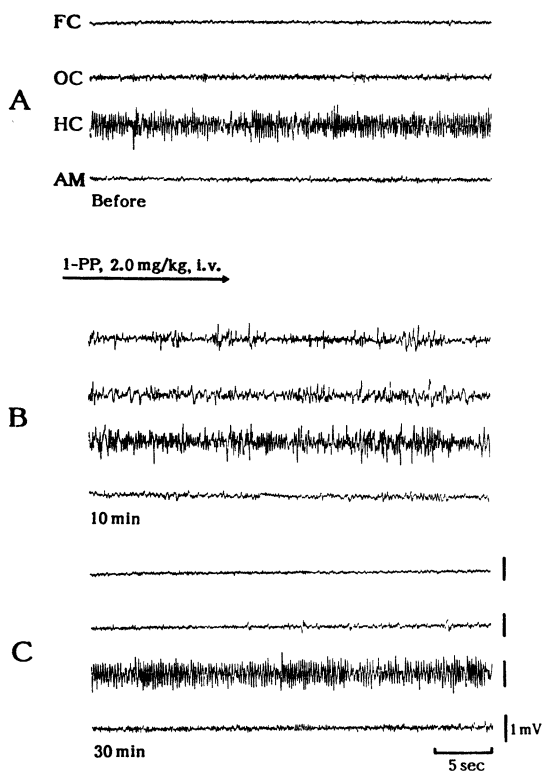 FC
OC
A
HC
AM
Before
1-PP, 2.0 mg/kg, i.v.
B
10 min
C
1 mV
30 min
5 sec